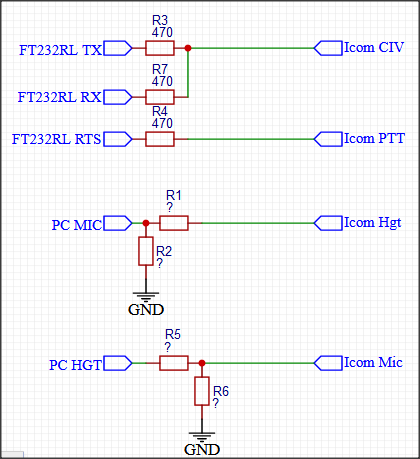 R3
470
FT232RL TX
Icom CIV
R7
470
FT232RL RX
R4
470
FT232RL RTS
Icom PTT
R1
?
PC MIC
Icom Hgt
R2
?
GND
R5
?
PC HGT
Icom Mic
R6
?
GND